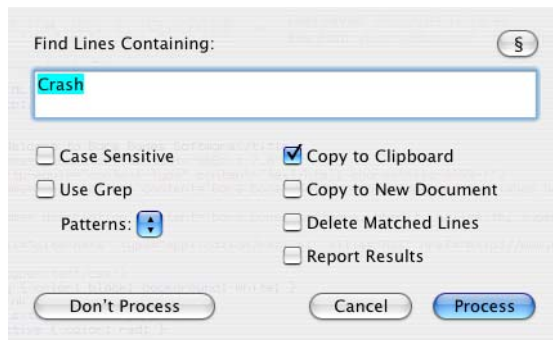 Find Lines Containing: §
Crash
Case Sensitive
Use Grep
Patterns:
Copy to Clipboard
Copy to New Document
Delete Matched Lines
Report Results
Don't Process Cancel Process